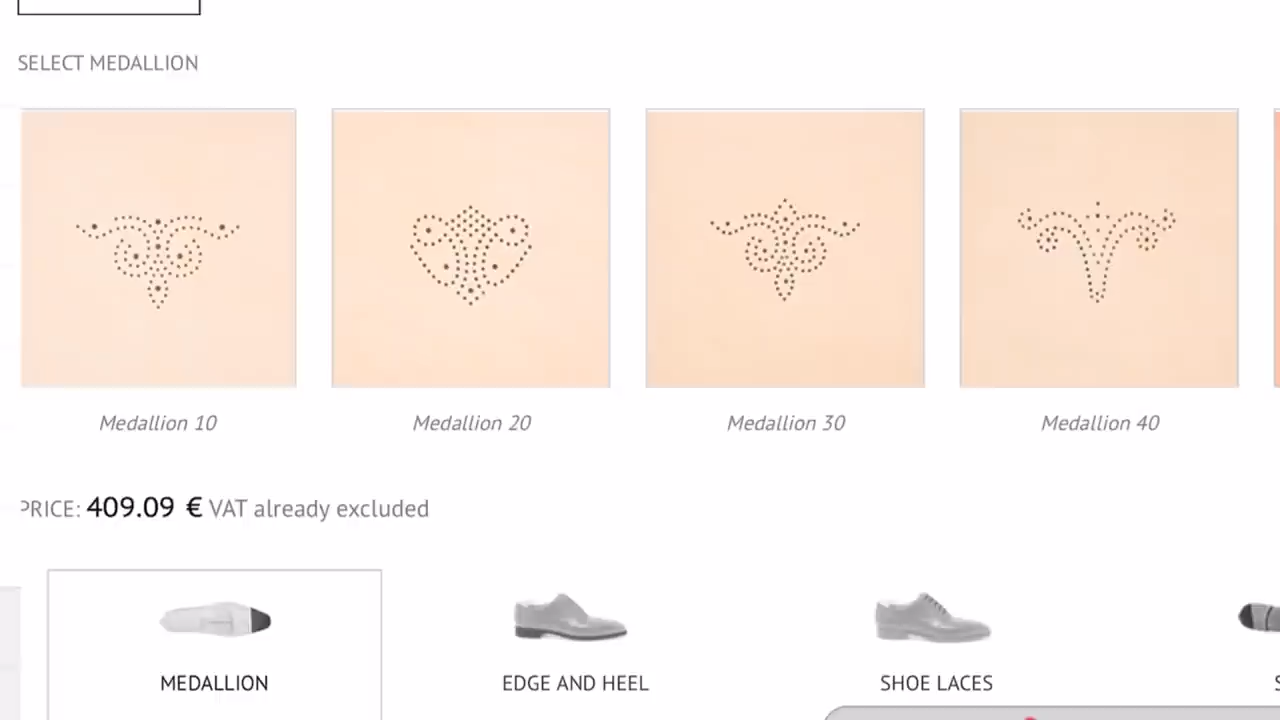 SELECT MEDALLION
Medallion 10
Medallion 20
Medallion 30
Medallion 40
PRICE: 409.09 € VAT already excluded
MEDALLION
EDGE AND HEEL
SHOE LACES